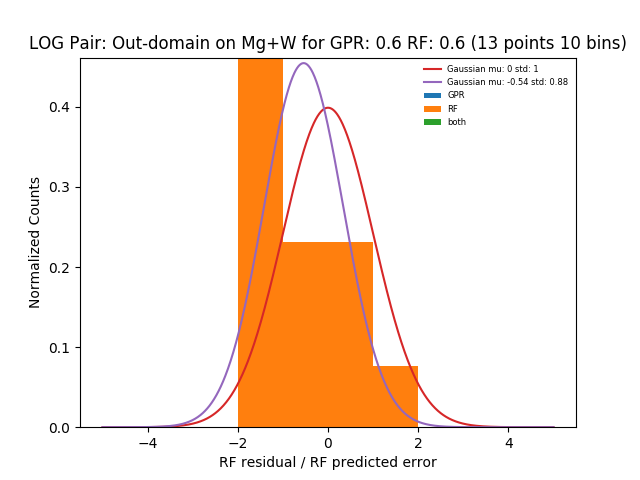 LOG Pair: Out-domain on Mg+W for GPR: 0.6 RF: 0.6 (13 points 10 bins)
Gaussian mu: 0 std: 1
Gaussian mu: -0.54 std: 0.88
GPR
RF
both
Normalized Counts
0.4
0.3
0.2
0.1
0.0
−4
−2
0
2
4
RF residual / RF predicted error